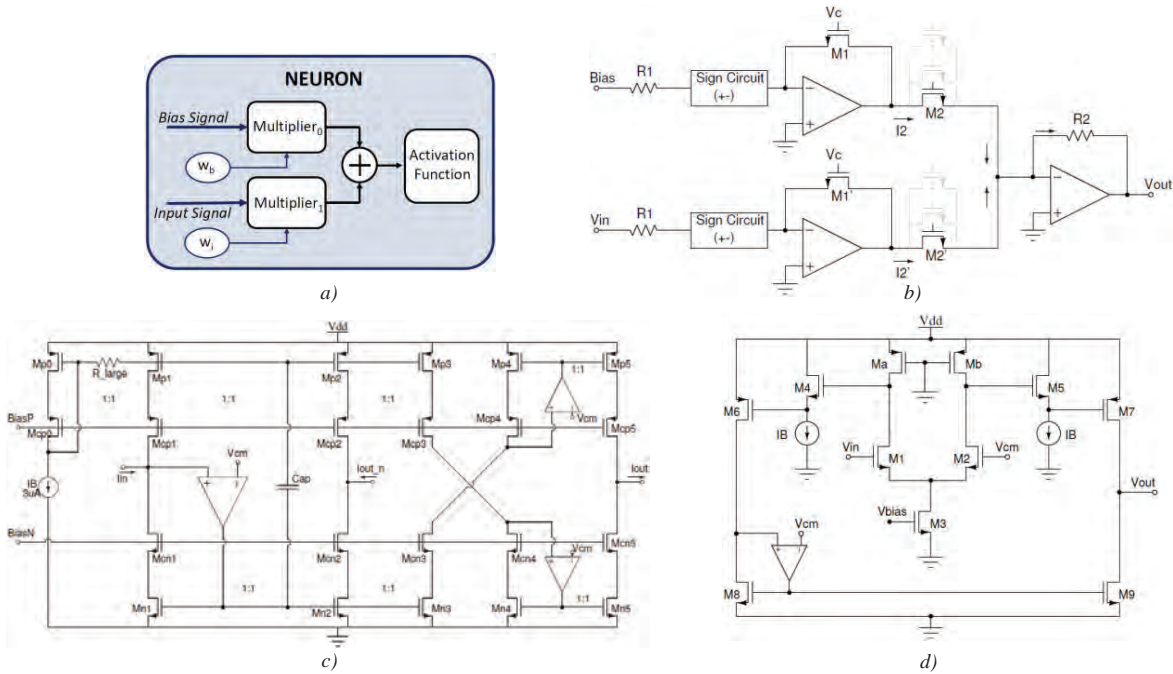 NEURON
Bias Signal
Multiplier0
wb
Input Signal
Multiplier1
wi
Activation
Function
a)
Vc
M1
Bias
R1
Sign Circuit
(+-)
I2
M2
R2
Vout
Vc
M1'
Vin
R1
Sign Circuit
(+-)
I2'
M2'
b)
Vdd
Mp0
R_large
Mp1
Mp2
Mp3
Mp4
Mp5
1:1
1:1
1:1
BiasP
Mcp0
Mcp1
Mcp2
Mcp3
Mcp4
Vcm
Mcp5
IB
3uA
Iin
Vcm
Cap
Iout_n
Iout
BiasN
Mcn1
Mcn2
Mcn3
Mcn4
Vcm
Mcn5
1:1
1:1
1:1
Mn1
Mn2
Mn3
Mn4
Mn5
c)
Vdd
Ma
Mb
M4
M5
M6
M7
IB
IB
Vin
M1
M2
Vcm
Vbias
M3
Vout
Vcm
M8
M9
d)